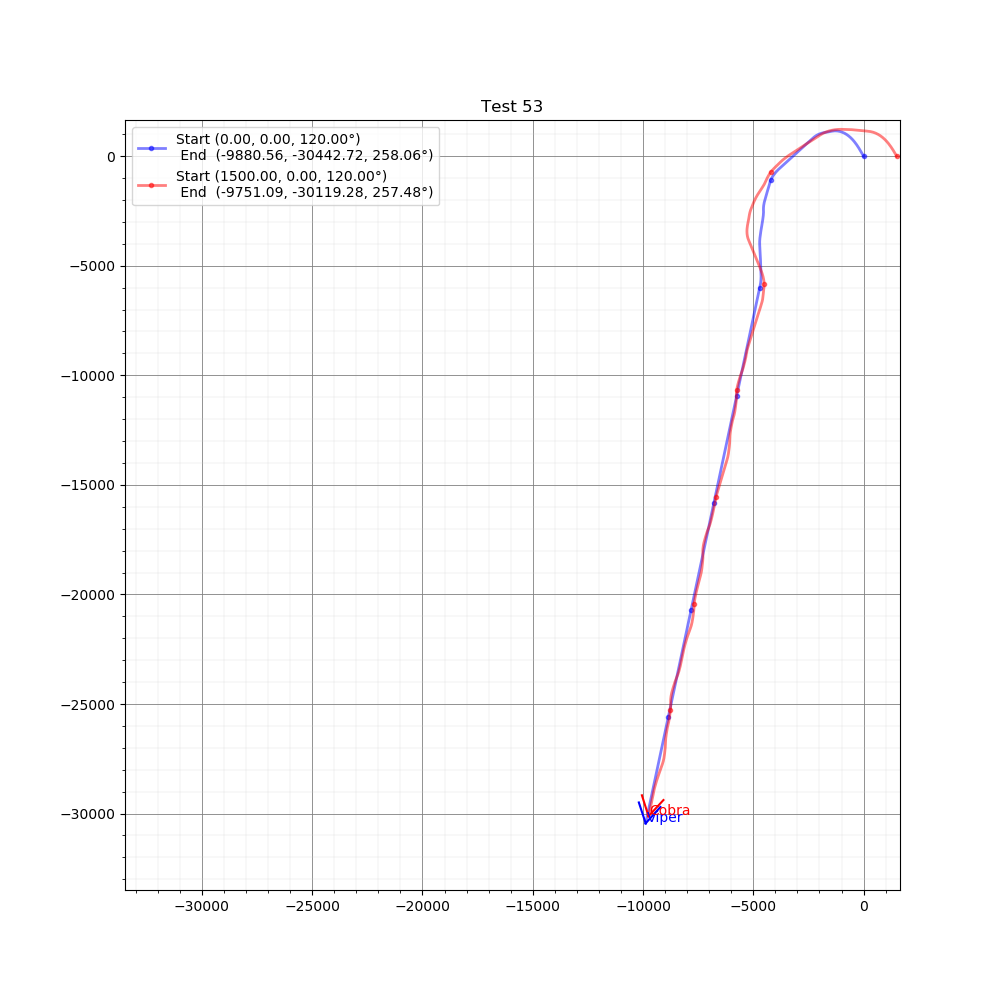 Test 53
Start (0.00, 0.00, 120.00°)
End  (-9880.56, -30442.72, 258.06°)
Start (1500.00, 0.00, 120.00°)
End  (-9751.09, -30119.28, 257.48°)
0
−5000
−10000
−15000
−20000
−25000
−30000
Cobra
Viper
−30000 −25000 −20000 −15000 −10000 −5000 0